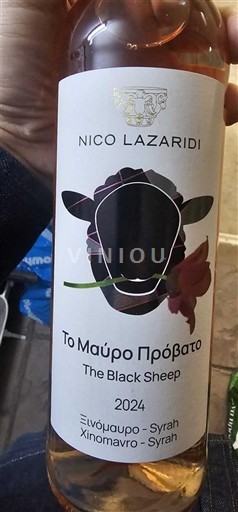 NICO LAZARIDI
VINIOU
Το Μαύρο Πρόβατο
The Black Sheep
2024
Ξινόμαυρο - Syrah
Xinomavro - Syrah